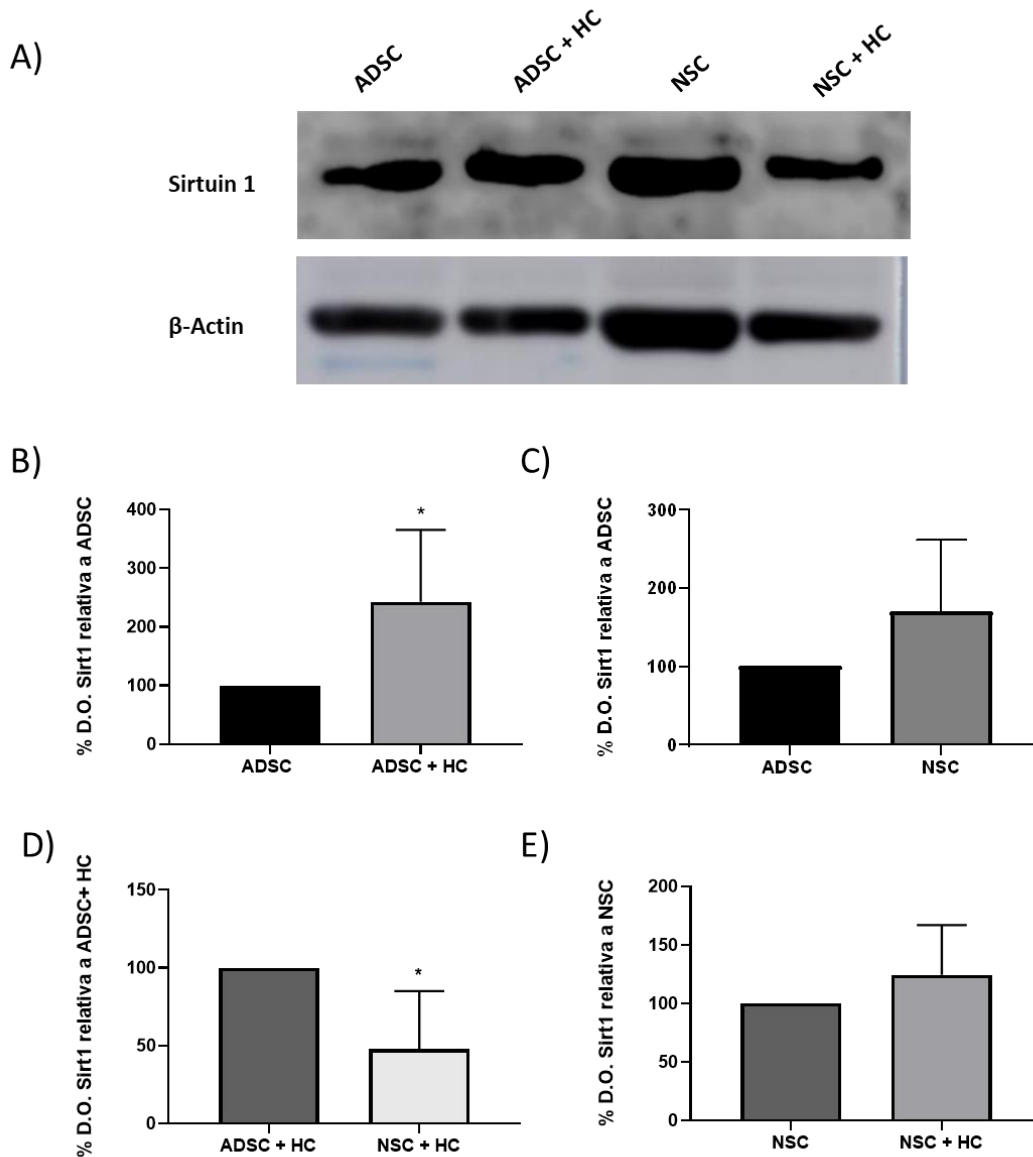 A)
ADSC
ADSC + HC
NSC
NSC + HC
Sirtuin 1
β-Actin
B)
% D.O. Sirt1 relativa a ADSC
400
*
300
200
100
0
ADSC
ADSC + HC
C)
% D.O. Sirt1 relativa a ADSC
300
200
100
0
ADSC
NSC
D)
% D.O. Sirt1 relativa a ADSC+ HC
150
100
*
50
0
ADSC + HC
NSC + HC
E)
% D.O. Sirt1 relativa a NSC
200
150
100
50
0
NSC
NSC + HC